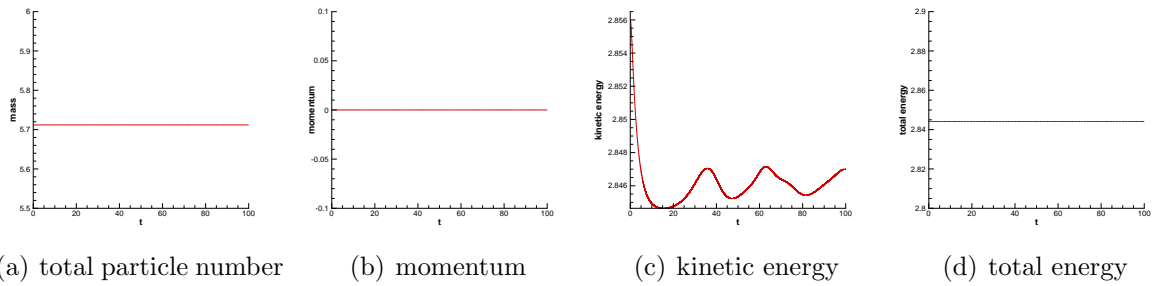 6
5.9
5.8
5.7
5.6
5.5
mass
0 20 40 60 80 100
t
0.1
0.05
0
-0.05
-0.1
momentum
0 20 40 60 80 100
t
2.856
2.854
2.852
2.85
2.848
2.846
kinetic energy
0 20 40 60 80 100
t
2.9
2.88
2.86
2.84
2.82
2.8
total energy
0 20 40 60 80 100
t
(a) total particle number (b) momentum (c) kinetic energy (d) total energy